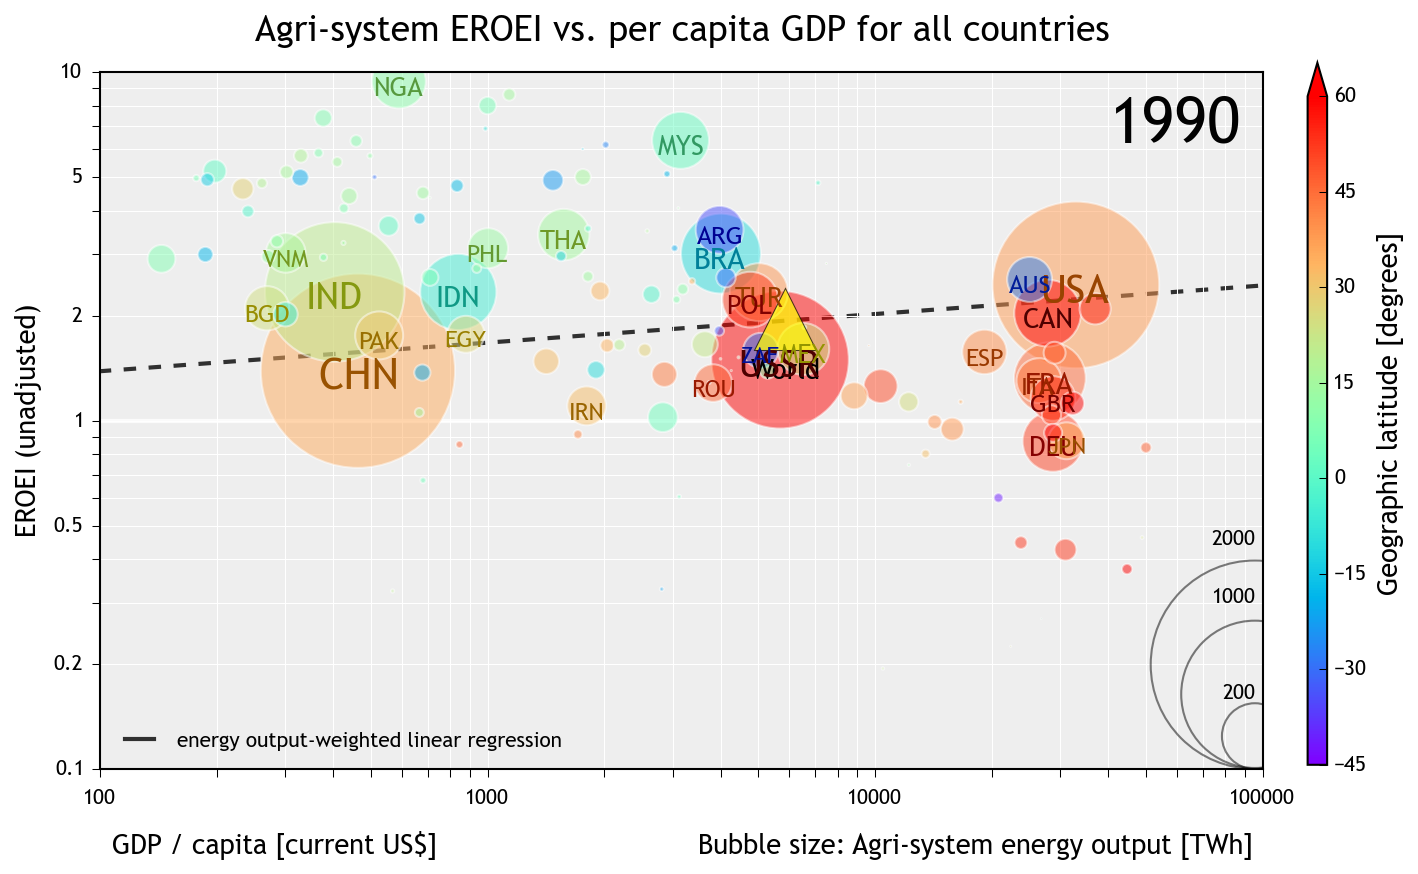 Agri-system EROEI vs. per capita GDP for all countries
1990
10
5
2
1
0.5
0.2
0.1
EROEI (unadjusted)
NGA
MYS
ARG
BRA
THA
PHL
VNM
IND
IDN
BGD
PAK
EGY
CHN
IRN
TUR
POL
ROU
USSR
ZAF
MEX
World
AUS
USA
CAN
ESP
FRA
ITA
GBR
DEU
JPN
2000
1000
200
energy output-weighted linear regression
100
1000
10000
100000
GDP / capita [current US$]
Bubble size: Agri-system energy output [TWh]
60
45
30
15
0
−15
−30
−45
Geographic latitude [degrees]